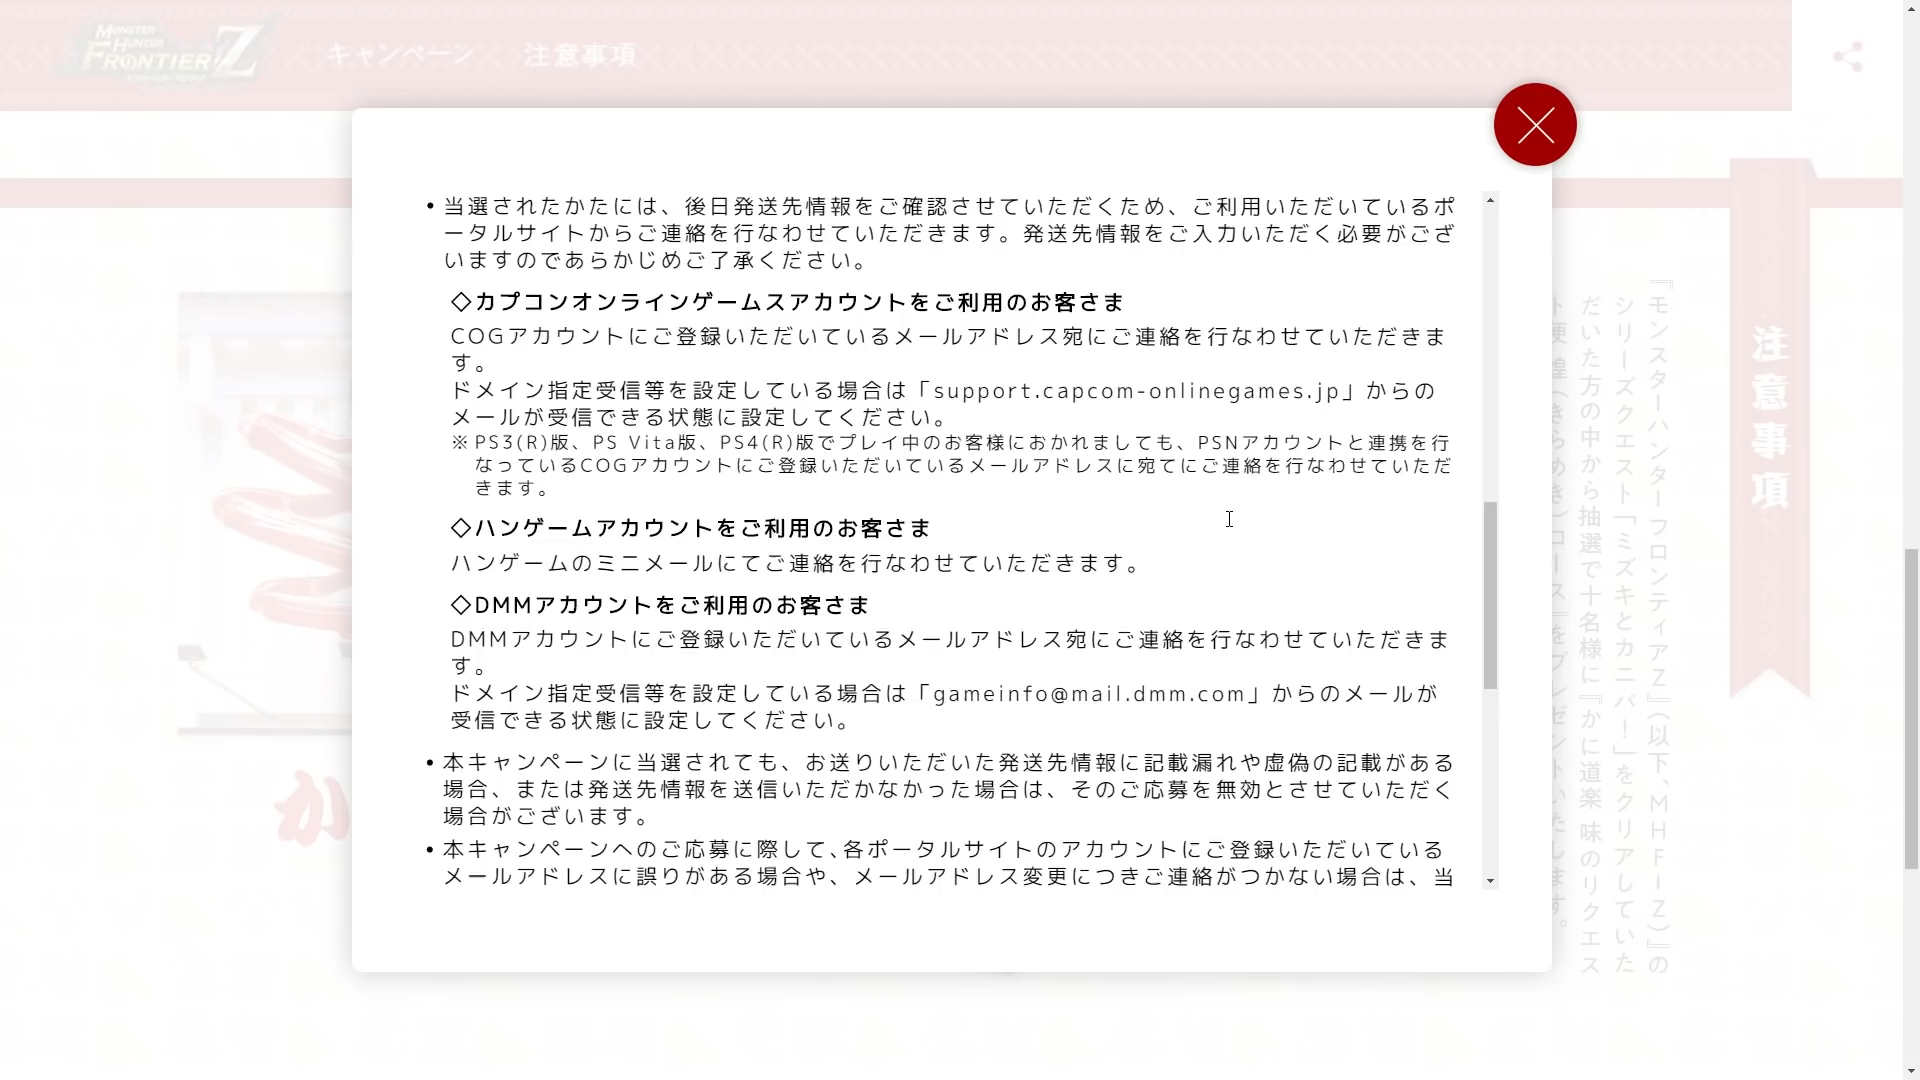 MONSTER
HUNTER
FRONTIER Z
キャンペーン
注意事項
• 当選されたかたには、後日発送先情報をご確認させていただくため、ご利用いただいているポ
ータルサイトからご連絡を行なわせていただきます。発送先情報をご入力いただく必要がござ
いますのであらかじめご了承ください。
◇カプコンオンラインゲームスアカウントをご利用のお客さま
COGアカウントにご登録いただいているメールアドレス宛にご連絡を行なわせていただきま
す。
ドメイン指定受信等を設定している場合は「support.capcom-onlinegames.jp」からの
メールが受信できる状態に設定してください。
※PS3(R)版、PS Vita版、PS4(R)版でプレイ中のお客様におかれましても、PSNアカウントと連携を行
なっているCOGアカウントにご登録いただいているメールアドレスに宛てにご連絡を行なわせていただ
きます。
◇ハンゲームアカウントをご利用のお客さま
ハンゲームのミニメールにてご連絡を行なわせていただきます。
◇DMMアカウントをご利用のお客さま
DMMアカウントにご登録いただいているメールアドレス宛にご連絡を行なわせていただきま
す。
ドメイン指定受信等を設定している場合は「gameinfo@mail.dmm.com」からのメールが
受信できる状態に設定してください。
• 本キャンペーンに当選されても、お送りいただいた発送先情報に記載漏れや虚偽の記載がある
場合、または発送先情報を送信いただかなかった場合は、そのご応募を無効とさせていただく
場合がございます。
• 本キャンペーンへのご応募に際して、各ポータルサイトのアカウントにご登録いただいている
メールアドレスに誤りがある場合や、メールアドレス変更につきご連絡がつかない場合は、当
注意事項
『モンスターハンター フロンティアZ』（以下、MHF-Z）』の
シリーズクエスト「ミズキとカニバ！」をクリアしていた
だいた方の中から抽選で十名様に『かに道楽 味のリクエス
か